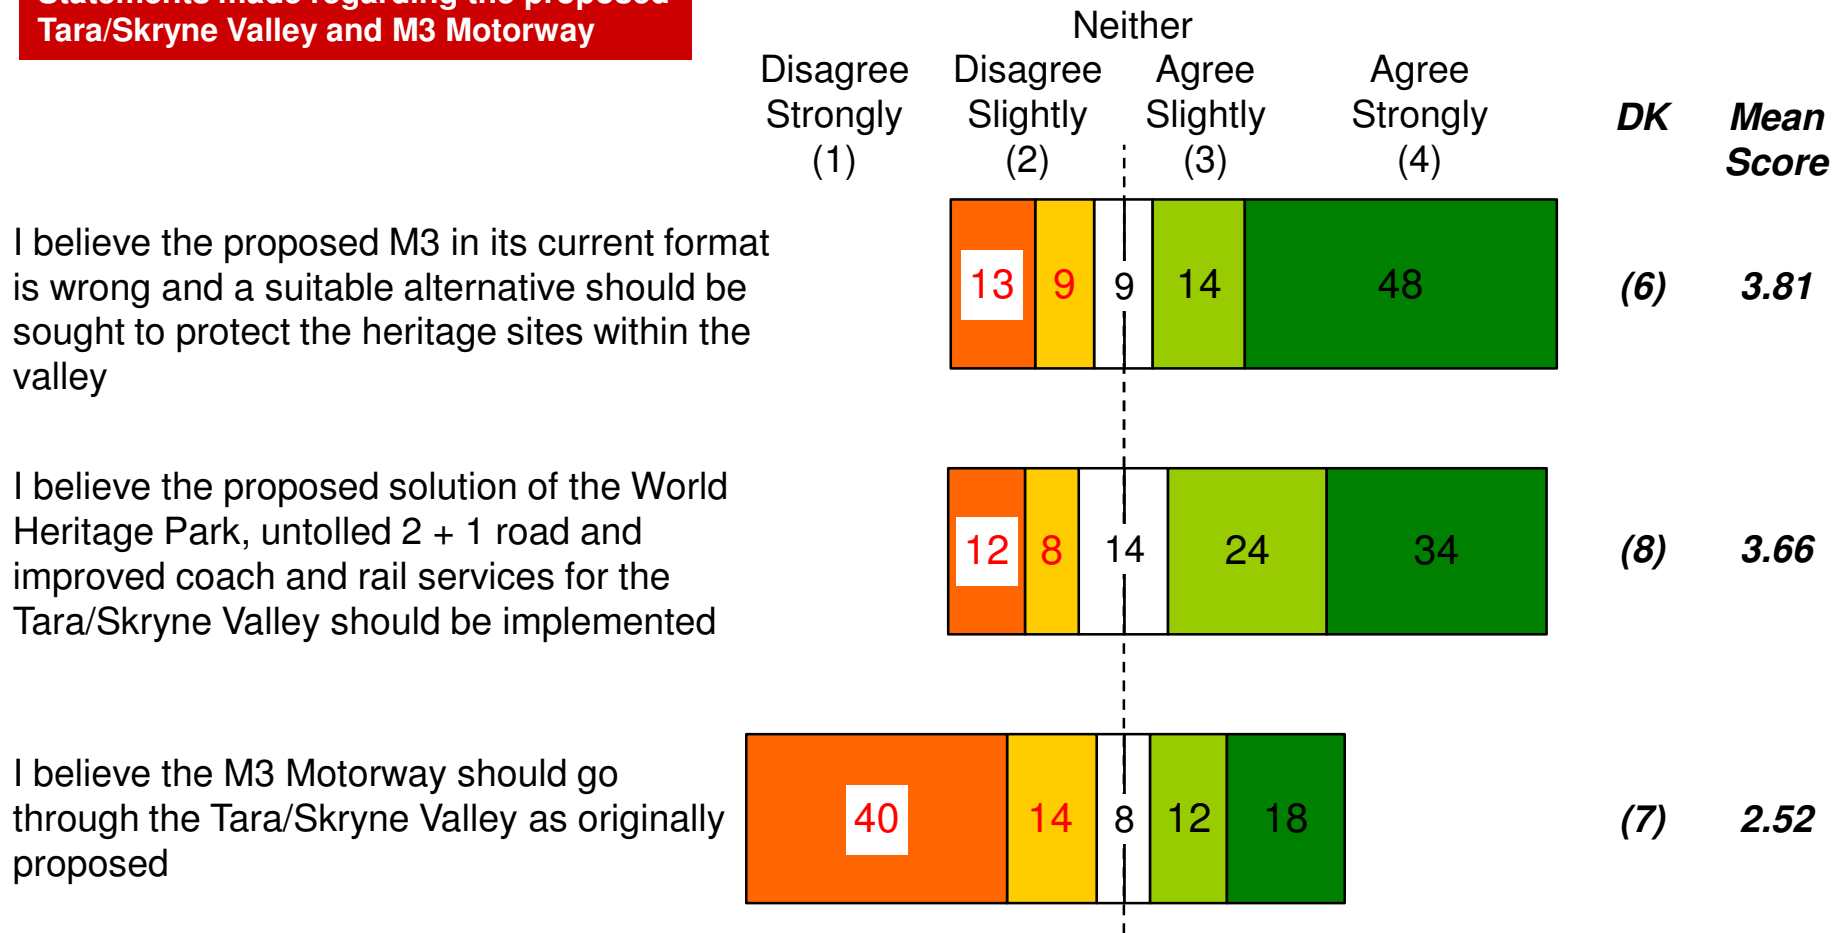 Statements made regarding the proposed
Tara/Skryne Valley and M3 Motorway
Neither
Disagree Disagree Agree Agree
Strongly Slightly Slightly Strongly DK Mean
(1) (2) (3) (4) Score
I believe the proposed M3 in its current format
is wrong and a suitable alternative should be
sought to protect the heritage sites within the
valley
13 9 9 14 48 (6) 3.81
I believe the proposed solution of the World
Heritage Park, untolled 2 + 1 road and
improved coach and rail services for the
Tara/Skryne Valley should be implemented
12 8 14 24 34 (8) 3.66
I believe the M3 Motorway should go
through the Tara/Skryne Valley as originally
proposed
40 14 8 12 18 (7) 2.52